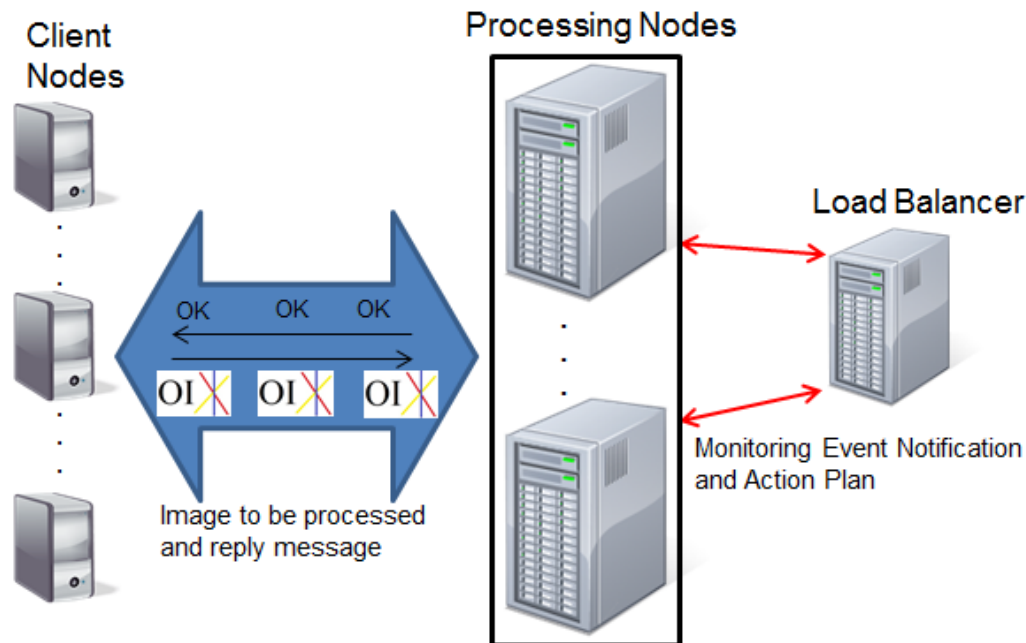 Client
Nodes
Processing Nodes
Load Balancer
OK OK OK
OI OI OI
Monitoring Event Notification
and Action Plan
Image to be processed
and reply message